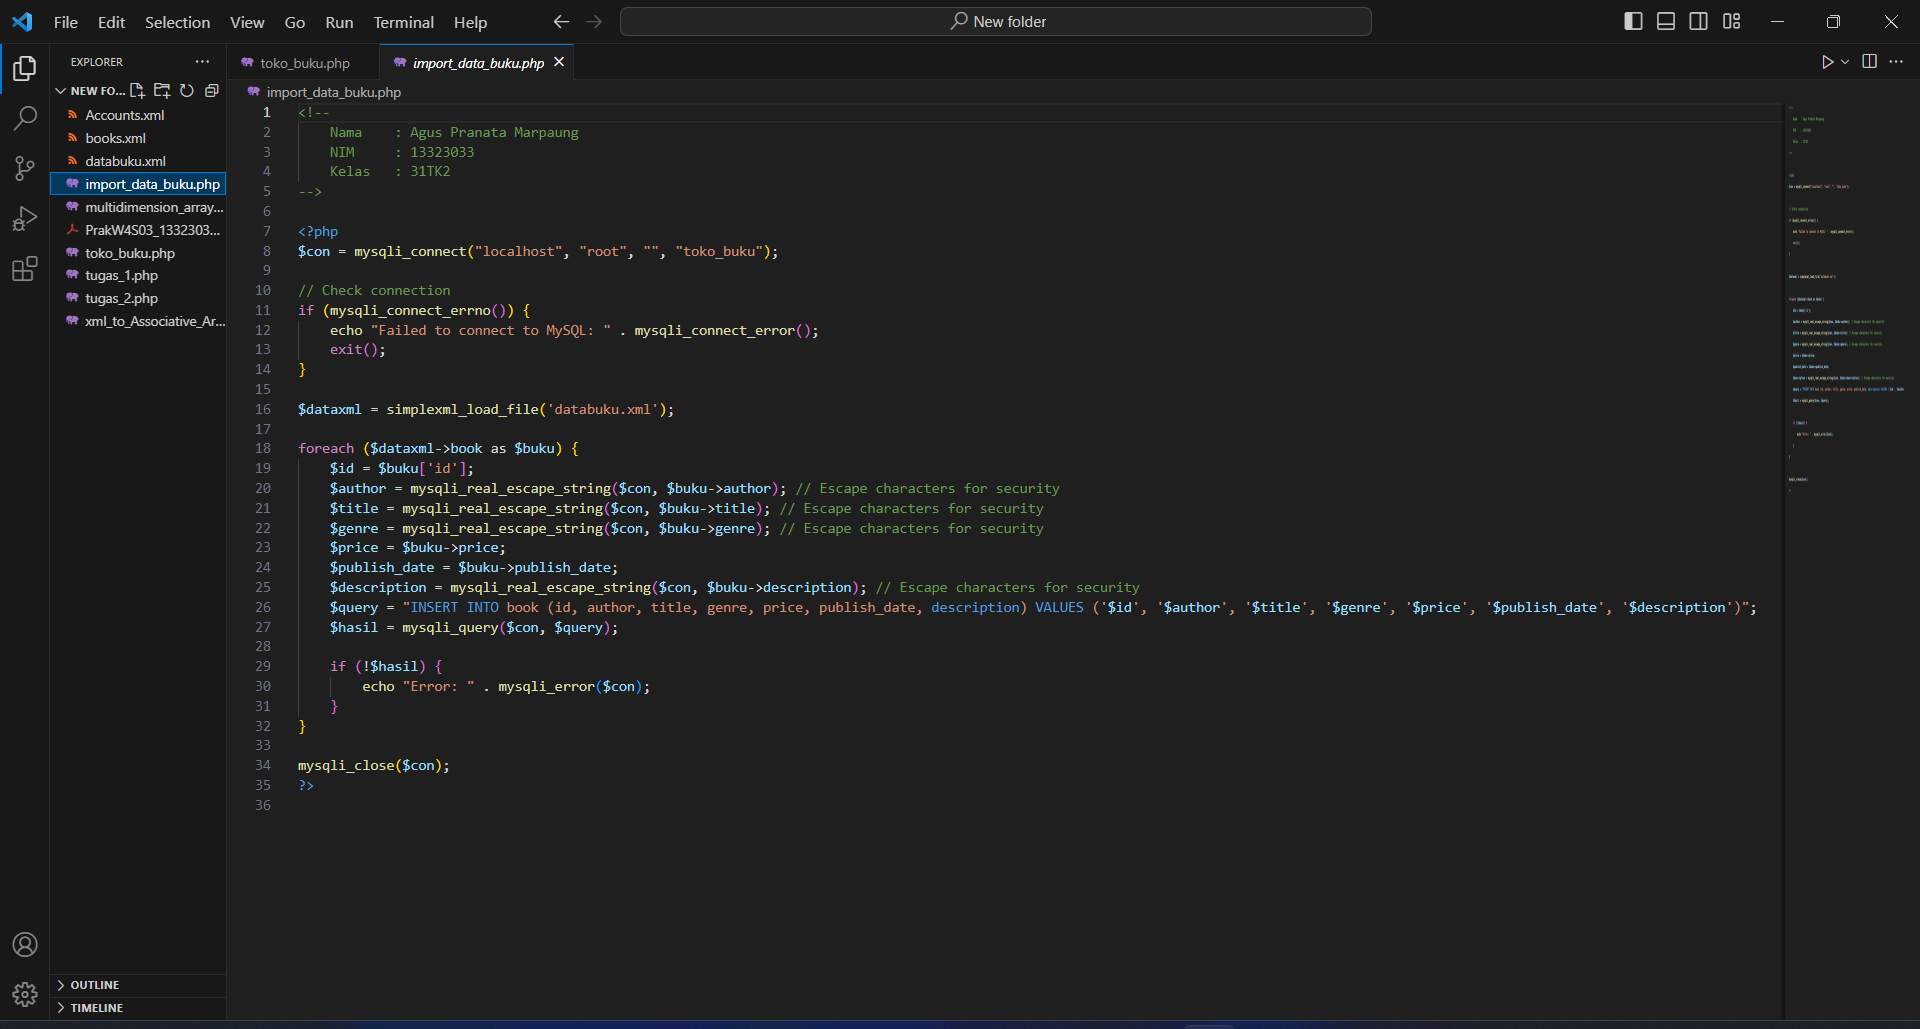 File Edit Selection View Go Run Terminal Help
New folder
EXPLORER
NEW FO...
Accounts.xml
books.xml
databuku.xml
import_data_buku.php
multidimension_array...
PrakW4S03_1332303...
toko_buku.php
tugas_1.php
tugas_2.php
xml_to_Associative_Ar...
OUTLINE
TIMELINE
toko_buku.php import_data_buku.php
import_data_buku.php
1 <!--
2     Nama    : Agus Pranata Marpaung
3     NIM     : 13323033
4     Kelas   : 31TK2
5 -->
6
7 <?php
8 $con = mysqli_connect("localhost", "root", "", "toko_buku");
9
10 // Check connection
11 if (mysqli_connect_errno()) {
12     echo "Failed to connect to MySQL: " . mysqli_connect_error();
13     exit();
14 }
15
16 $dataxml = simplexml_load_file('databuku.xml');
17
18 foreach ($dataxml->book as $buku) {
19     $id = $buku['id'];
20     $author = mysqli_real_escape_string($con, $buku->author); // Escape characters for security
21     $title = mysqli_real_escape_string($con, $buku->title); // Escape characters for security
22     $genre = mysqli_real_escape_string($con, $buku->genre); // Escape characters for security
23     $price = $buku->price;
24     $publish_date = $buku->publish_date;
25     $description = mysqli_real_escape_string($con, $buku->description); // Escape characters for security
26     $query = "INSERT INTO book (id, author, title, genre, price, publish_date, description) VALUES ('$id', '$author', '$title', '$genre', '$price', '$publish_date', '$description')";
27     $hasil = mysqli_query($con, $query);
28
29     if (!$hasil) {
30         echo "Error: " . mysqli_error($con);
31     }
32 }
33
34 mysqli_close($con);
35 ?>
36